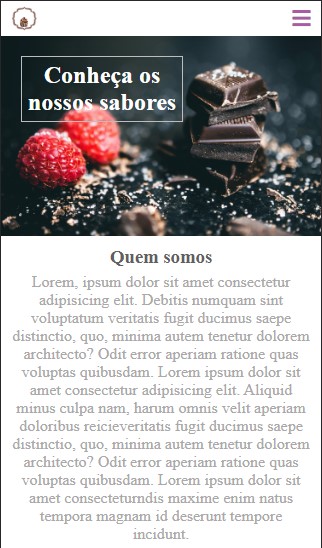 Conheça os
nossos sabores
Quem somos
Lorem, ipsum dolor sit amet consectetur
adipisicing elit. Debitis numquam sint
voluptatum veritatis fugit ducimus saepe
distinctio, quo, minima autem tenetur dolorem
architecto? Odit error aperiam ratione quas
voluptas quibusdam. Lorem ipsum dolor sit
amet consectetur adipisicing elit. Aliquid
minus culpa nam, harum omnis velit aperiam
doloribus reicieveritatis fugit ducimus saepe
distinctio, quo, minima autem tenetur dolorem
architecto? Odit error aperiam ratione quas
voluptas quibusdam. Lorem ipsum dolor sit
amet consecteturndis maxime enim natus
tempora magnam id deserunt tempore
incidunt.